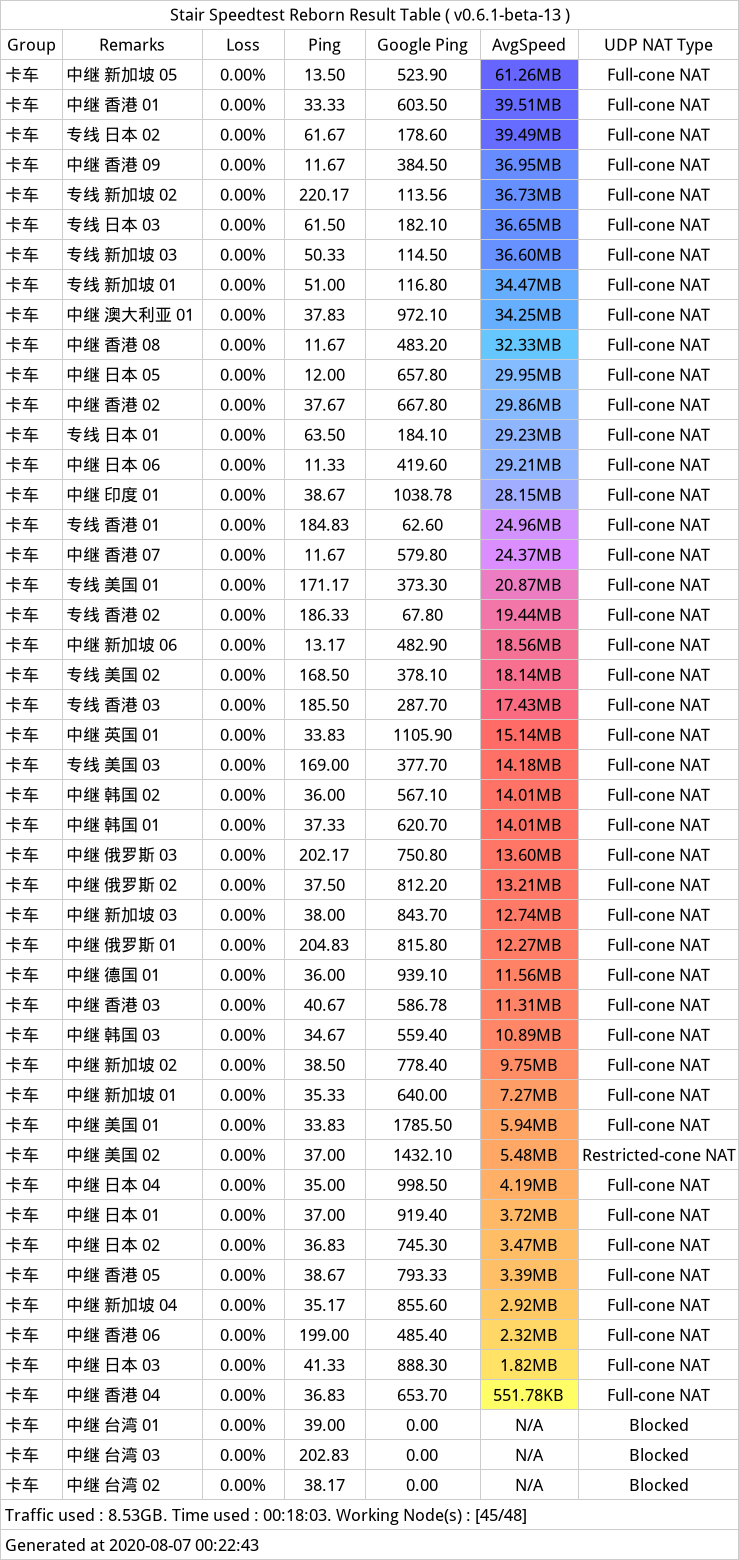 Stair Speedtest Reborn Result Table ( v0.6.1-beta-13 )
Group Remarks Loss Ping Google Ping AvgSpeed UDP NAT Type
卡车 中继 新加坡 05 0.00% 13.50 523.90 61.26MB Full-cone NAT
卡车 中继 香港 01 0.00% 33.33 603.50 39.51MB Full-cone NAT
卡车 专线 日本 02 0.00% 61.67 178.60 39.49MB Full-cone NAT
卡车 中继 香港 09 0.00% 11.67 384.50 36.95MB Full-cone NAT
卡车 专线 新加坡 02 0.00% 220.17 113.56 36.73MB Full-cone NAT
卡车 专线 日本 03 0.00% 61.50 182.10 36.65MB Full-cone NAT
卡车 专线 新加坡 03 0.00% 50.33 114.50 36.60MB Full-cone NAT
卡车 专线 新加坡 01 0.00% 51.00 116.80 34.47MB Full-cone NAT
卡车 中继 澳大利亚 01 0.00% 37.83 972.10 34.25MB Full-cone NAT
卡车 中继 香港 08 0.00% 11.67 483.20 32.33MB Full-cone NAT
卡车 中继 日本 05 0.00% 12.00 657.80 29.95MB Full-cone NAT
卡车 中继 香港 02 0.00% 37.67 667.80 29.86MB Full-cone NAT
卡车 专线 日本 01 0.00% 63.50 184.10 29.23MB Full-cone NAT
卡车 中继 日本 06 0.00% 11.33 419.60 29.21MB Full-cone NAT
卡车 中继 印度 01 0.00% 38.67 1038.78 28.15MB Full-cone NAT
卡车 专线 香港 01 0.00% 184.83 62.60 24.96MB Full-cone NAT
卡车 中继 香港 07 0.00% 11.67 579.80 24.37MB Full-cone NAT
卡车 专线 美国 01 0.00% 171.17 373.30 20.87MB Full-cone NAT
卡车 专线 香港 02 0.00% 186.33 67.80 19.44MB Full-cone NAT
卡车 中继 新加坡 06 0.00% 13.17 482.90 18.56MB Full-cone NAT
卡车 专线 美国 02 0.00% 168.50 378.10 18.14MB Full-cone NAT
卡车 专线 香港 03 0.00% 185.50 287.70 17.43MB Full-cone NAT
卡车 中继 英国 01 0.00% 33.83 1105.90 15.14MB Full-cone NAT
卡车 专线 美国 03 0.00% 169.00 377.70 14.18MB Full-cone NAT
卡车 中继 韩国 02 0.00% 36.00 567.10 14.01MB Full-cone NAT
卡车 中继 韩国 01 0.00% 37.33 620.70 14.01MB Full-cone NAT
卡车 中继 俄罗斯 03 0.00% 202.17 750.80 13.60MB Full-cone NAT
卡车 中继 俄罗斯 02 0.00% 37.50 812.20 13.21MB Full-cone NAT
卡车 中继 新加坡 03 0.00% 38.00 843.70 12.74MB Full-cone NAT
卡车 中继 俄罗斯 01 0.00% 204.83 815.80 12.27MB Full-cone NAT
卡车 中继 德国 01 0.00% 36.00 939.10 11.56MB Full-cone NAT
卡车 中继 香港 03 0.00% 40.67 586.78 11.31MB Full-cone NAT
卡车 中继 韩国 03 0.00% 34.67 559.40 10.89MB Full-cone NAT
卡车 中继 新加坡 02 0.00% 38.50 778.40 9.75MB Full-cone NAT
卡车 中继 新加坡 01 0.00% 35.33 640.00 7.27MB Full-cone NAT
卡车 中继 美国 01 0.00% 33.83 1785.50 5.94MB Full-cone NAT
卡车 中继 美国 02 0.00% 37.00 1432.10 5.48MB Restricted-cone NAT
卡车 中继 日本 04 0.00% 35.00 998.50 4.19MB Full-cone NAT
卡车 中继 日本 01 0.00% 37.00 919.40 3.72MB Full-cone NAT
卡车 中继 日本 02 0.00% 36.83 745.30 3.47MB Full-cone NAT
卡车 中继 香港 05 0.00% 38.67 793.33 3.39MB Full-cone NAT
卡车 中继 新加坡 04 0.00% 35.17 855.60 2.92MB Full-cone NAT
卡车 中继 香港 06 0.00% 199.00 485.40 2.32MB Full-cone NAT
卡车 中继 日本 03 0.00% 41.33 888.30 1.82MB Full-cone NAT
卡车 中继 香港 04 0.00% 36.83 653.70 551.78KB Full-cone NAT
卡车 中继 台湾 01 0.00% 39.00 0.00 N/A Blocked
卡车 中继 台湾 03 0.00% 202.83 0.00 N/A Blocked
卡车 中继 台湾 02 0.00% 38.17 0.00 N/A Blocked
Traffic used : 8.53GB. Time used : 00:18:03. Working Node(s) : [45/48]
Generated at 2020-08-07 00:22:43